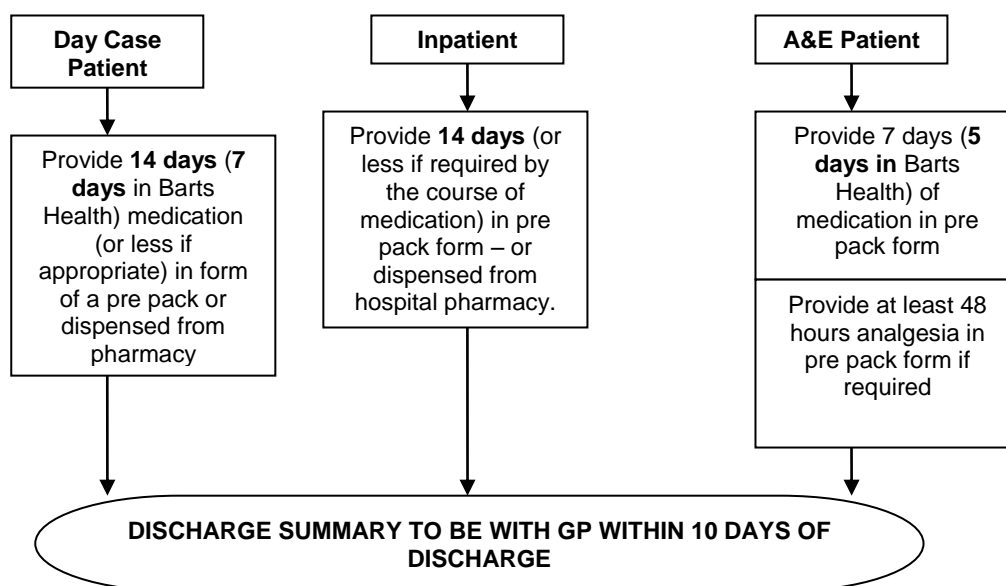 Day Case
Patient
Provide 14 days (7
days in Barts
Health) medication
(or less if
appropriate) in form
of a pre pack or
dispensed from
pharmacy
Inpatient
Provide 14 days (or
less if required by
the course of
medication) in pre
pack form – or
dispensed from
hospital pharmacy.
A&E Patient
Provide 7 days (5
days in Barts
Health) of
medication in pre
pack form
Provide at least 48
hours analgesia in
pre pack form if
required
DISCHARGE SUMMARY TO BE WITH GP WITHIN 10 DAYS OF
DISCHARGE